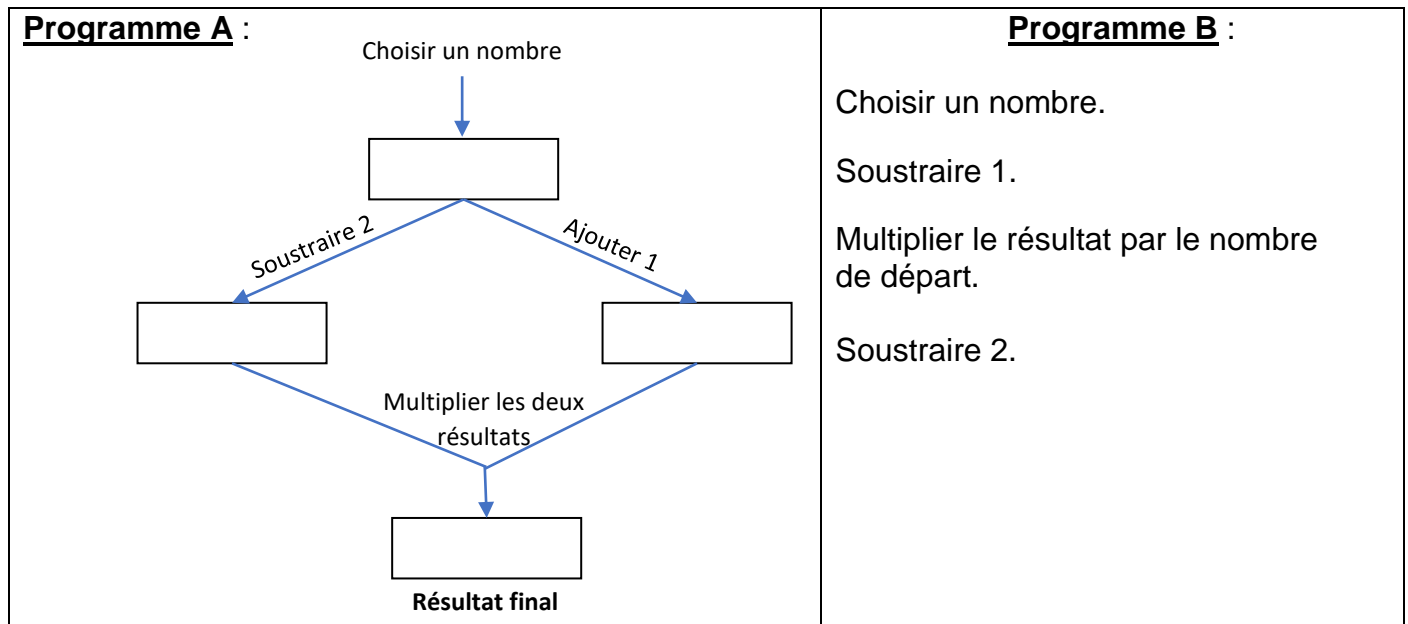 Programme A :
Choisir un nombre
Soustraire 2
Ajouter 1
Multiplier les deux
résultats
Résultat final
Programme B :
Choisir un nombre.
Soustraire 1.
Multiplier le résultat par le nombre
de départ.
Soustraire 2.